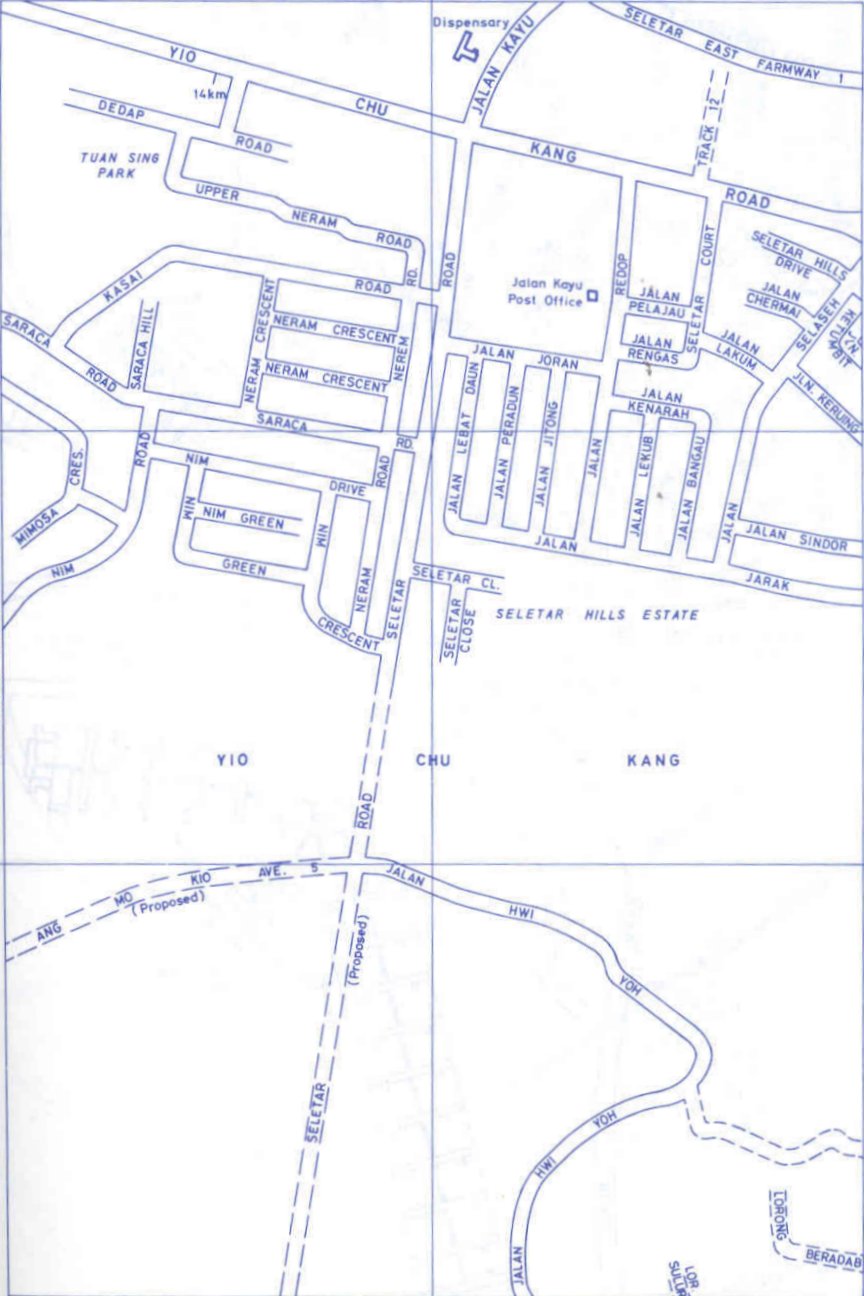 Dispensary
JALAN KAYU
SELETAR EAST FARMWAY 1
YIO CHU KANG ROAD
14km
TRACK 12
DEDAP ROAD
TUAN SING
PARK
UPPER NERAM ROAD
KASAI ROAD
RD.
ROAD
REDOP
SELETAR COURT
SELETAR HILLS
DRIVE
JALAN
CHERMAI
SELASEH
Jalan Kayu
Post Office
JALAN
PELAJAU
JALAN
RENGAS
JALAN
LAKUM
JLN. KERUING
SARACA ROAD
SARACA HILL
NERAM CRESCENT
NERAM CRESCENT
NERAM CRESCENT
NERAM CRESCENT
NEREM
JALAN JORAN
JALAN
KENARAH
JALAN LEBAT DAUN
JALAN PERADUN
JALAN JITONG
JALAN
JALAN LEKUB
JALAN BANGAU
JALAN
SARACA RD.
ROAD
CRES.
MIMOSA
NIM
ROAD
NIM DRIVE
NIM
NIM GREEN
NIM
GREEN
CRESCENT
NERAM
SELETAR
JALAN JARAK
JALAN SINDOR
SELETAR CL.
SELETAR
CLOSE
SELETAR HILLS ESTATE
YIO CHU KANG
ROAD
ANG MO KIO AVE. 5
(Proposed)
JALAN HWI YOH
(Proposed)
SELETAR
JALAN HWI YOH
LORONG BERADAB
LOR.